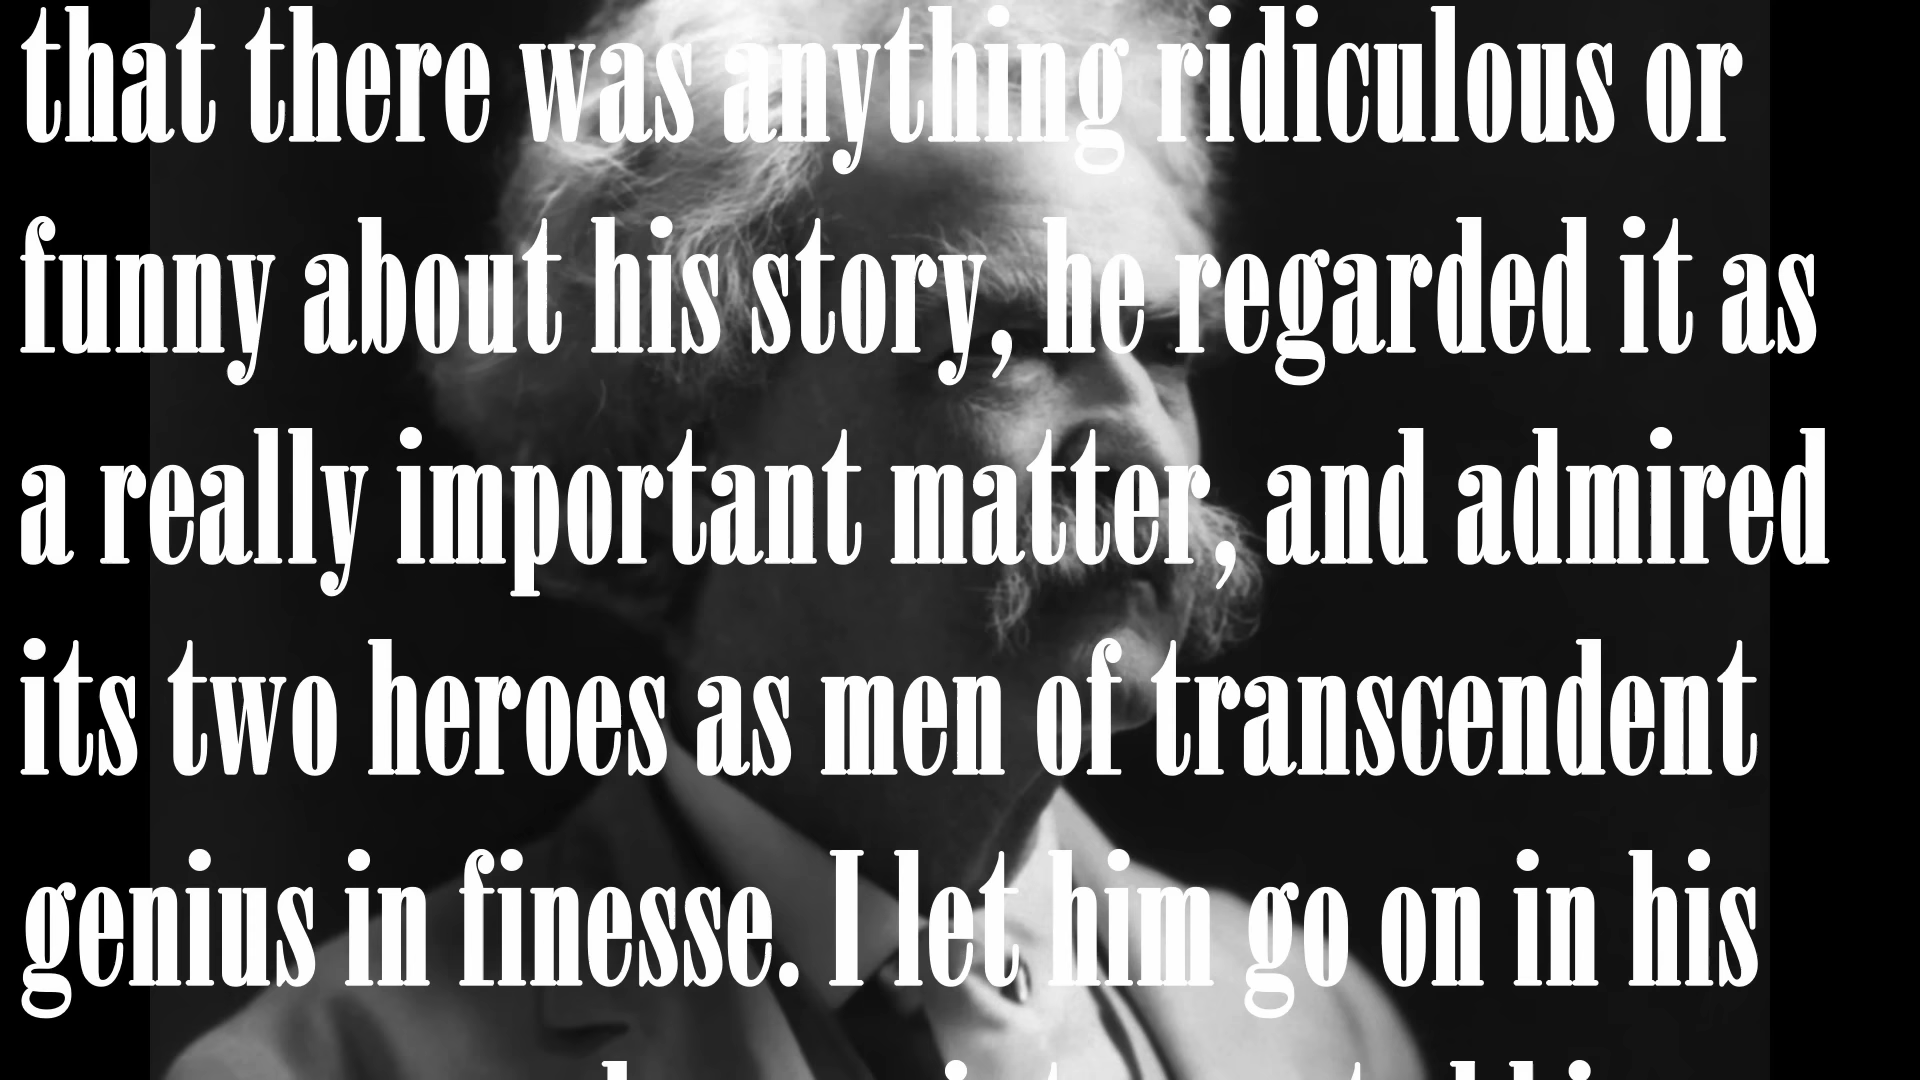 that there was anything ridiculous or
funny about his story, he regarded it as
a really important matter, and admired
its two heroes as men of transcendent
genius in finesse. I let him go on in his